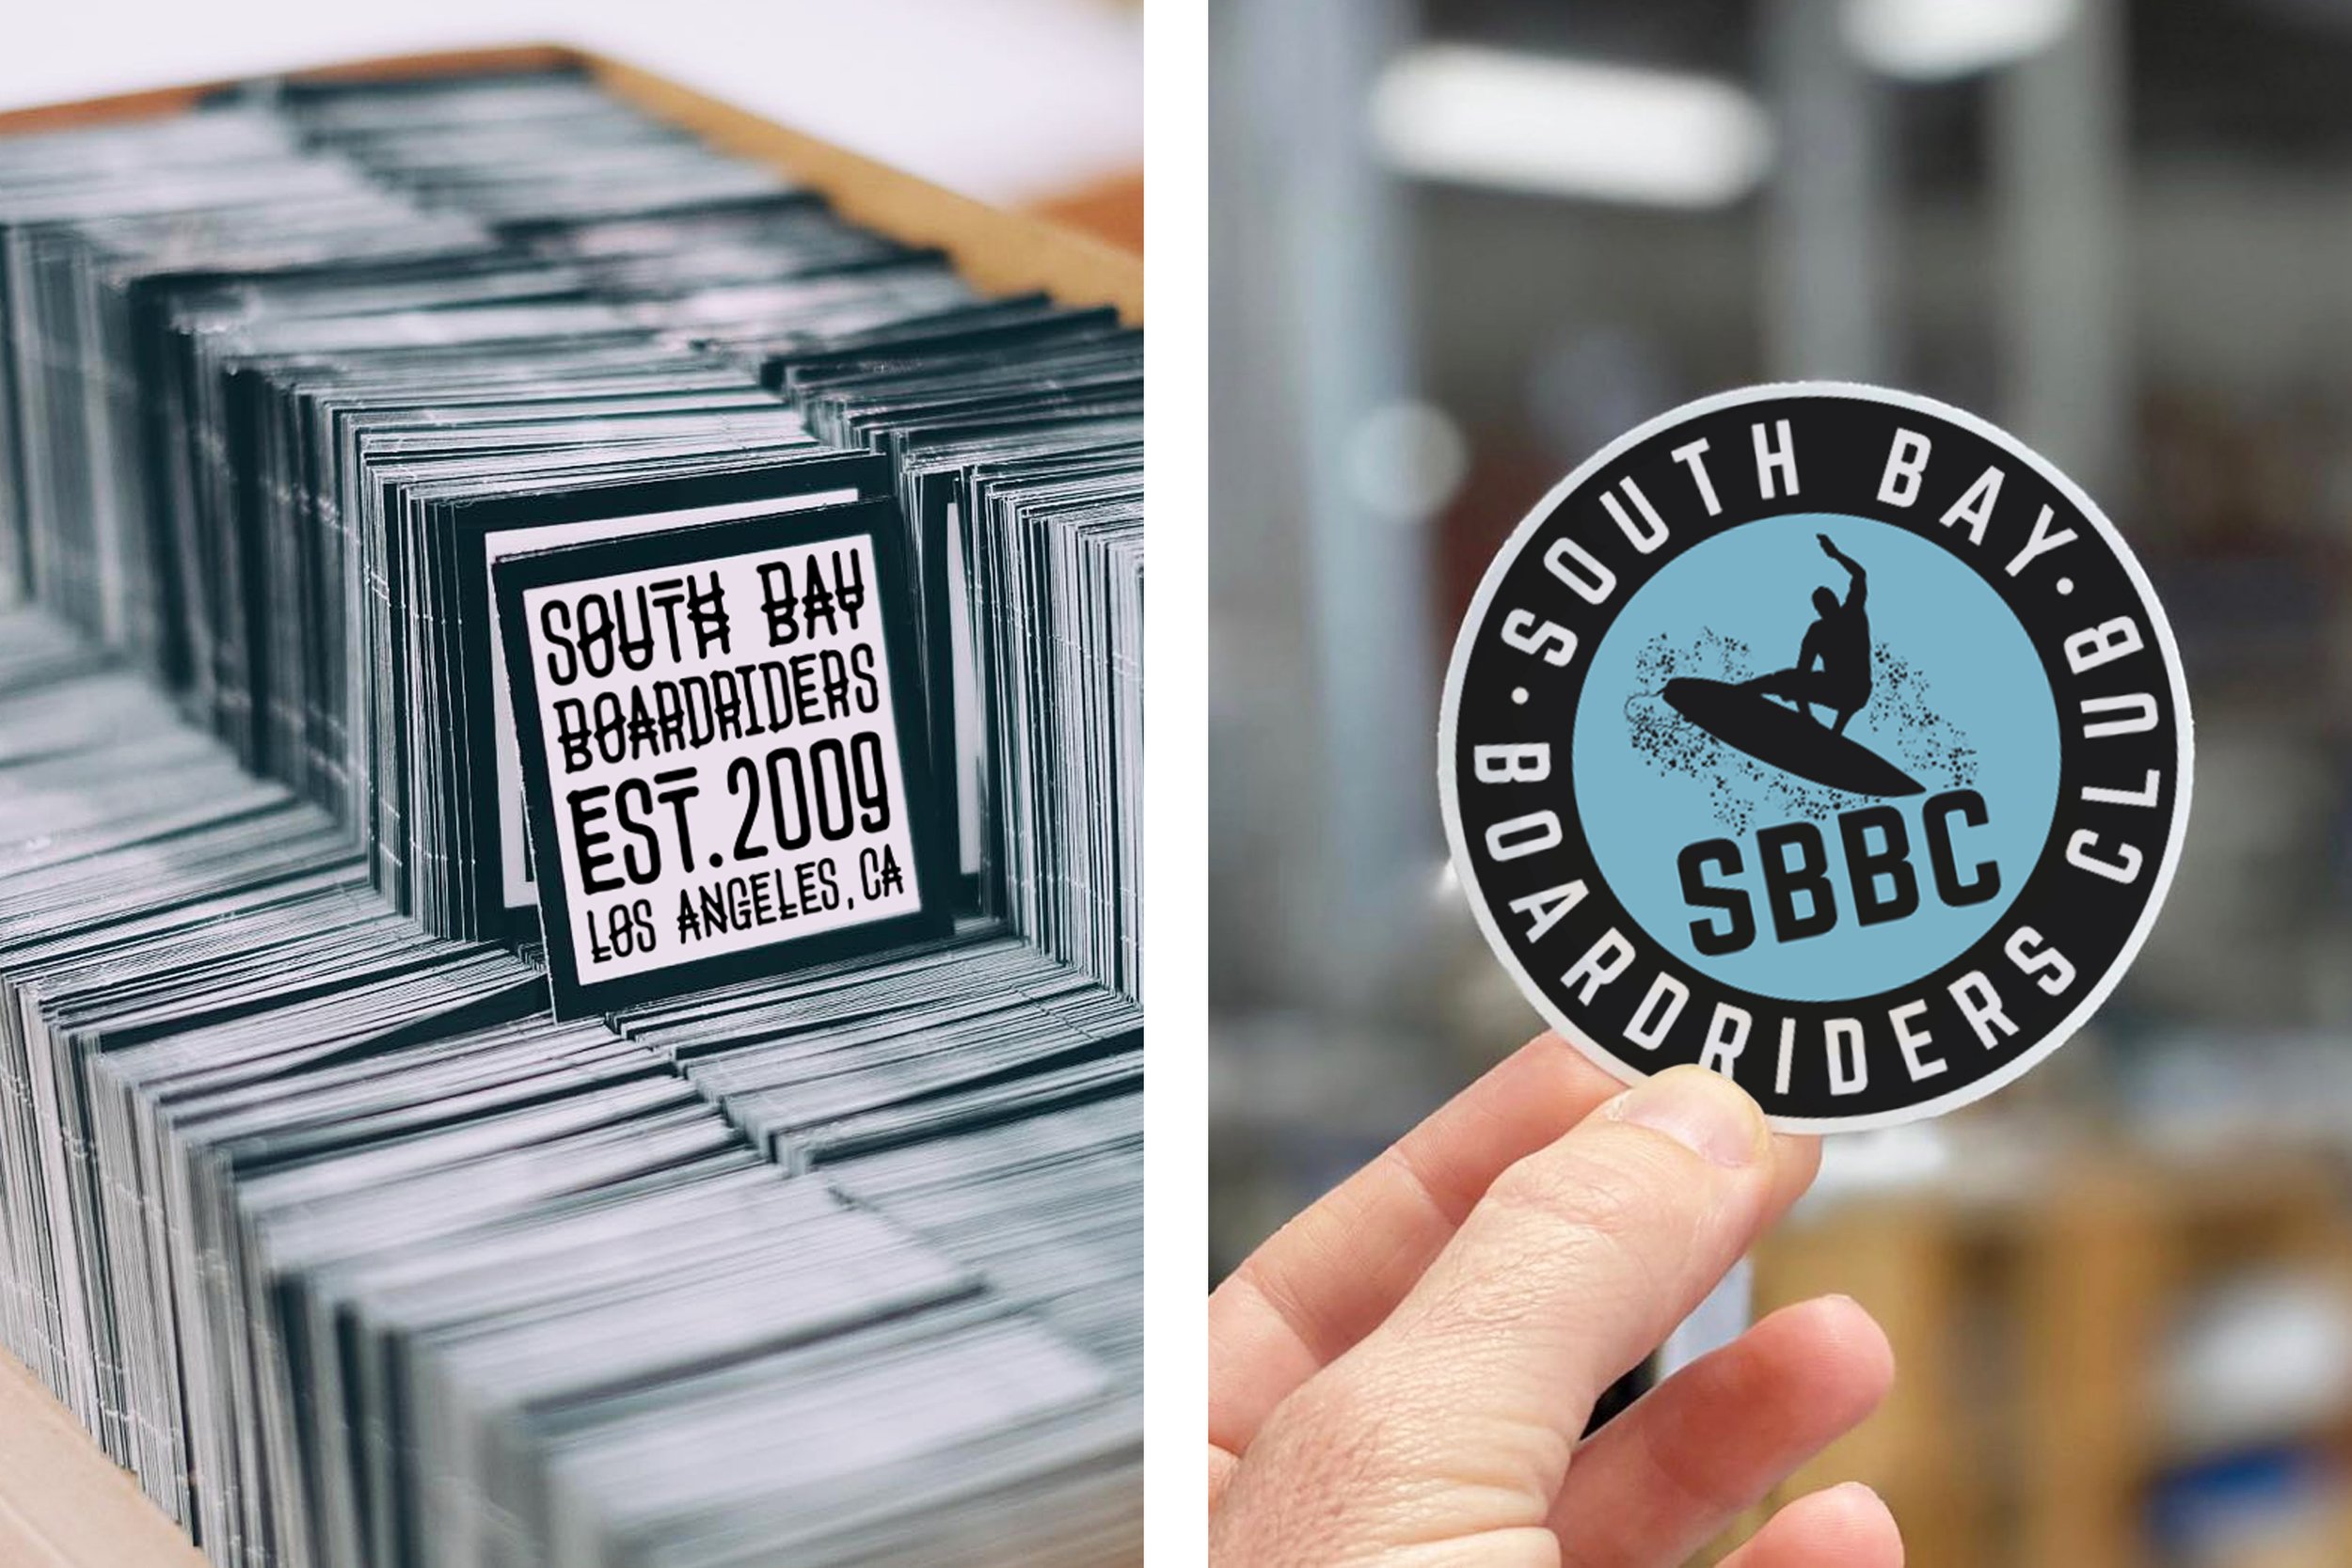 SOUTH BAY
BOARDRIDERS
EST. 2009
LOS ANGELES, CA
• SOUTH BAY •
BOARDRIDERS CLUB
SBBC